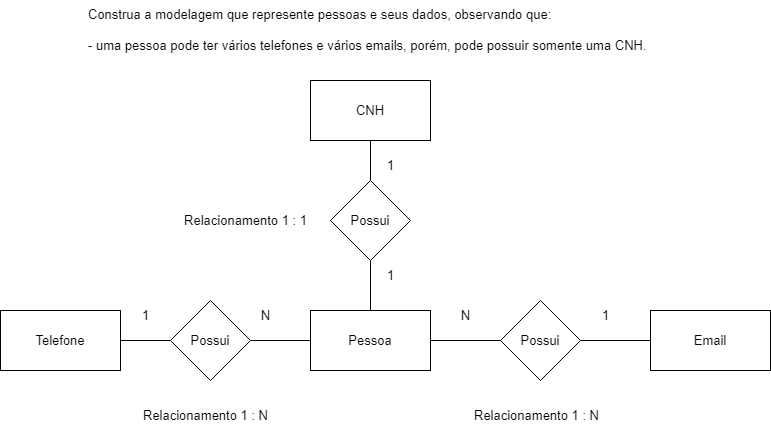 Construa a modelagem que represente pessoas e seus dados, observando que:
- uma pessoa pode ter vários telefones e vários emails, porém, pode possuir somente uma CNH.
CNH
1
Relacionamento 1 : 1
Possui
1
Telefone
1
Possui
N
Pessoa
N
Possui
1
Email
Relacionamento 1 : N
Relacionamento 1 : N